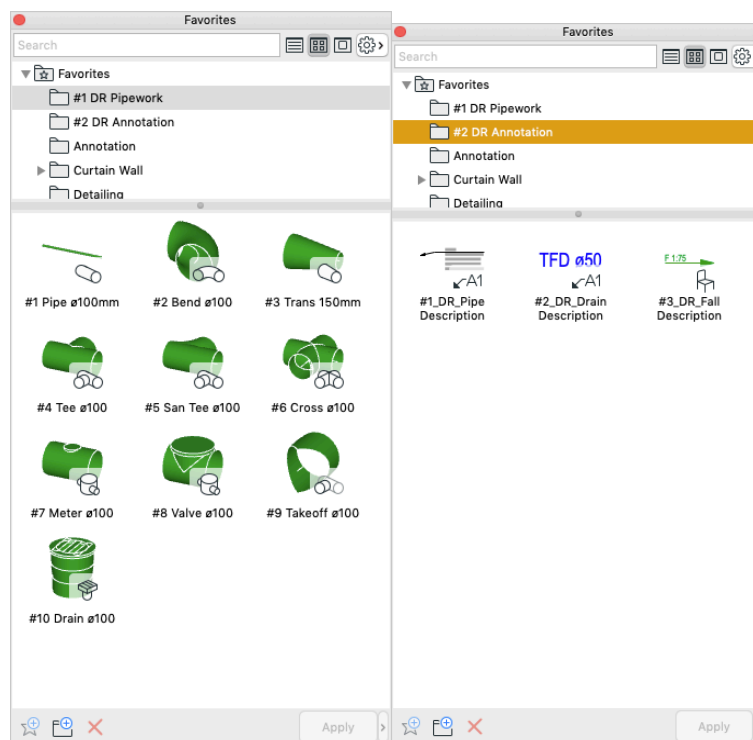 Favorites
Search
Favorites
#1 DR Pipework
#2 DR Annotation
Annotation
Curtain Wall
Detailing
#1 Pipe ø100mm
#2 Bend ø100
#3 Trans 150mm
#4 Tee ø100
#5 San Tee ø100
#6 Cross ø100
#7 Meter ø100
#8 Valve ø100
#9 Takeoff ø100
#10 Drain ø100
Apply
Favorites
Search
Favorites
#1 DR Pipework
#2 DR Annotation
Annotation
Curtain Wall
Detailing
A1
#1_DR_Pipe
Description
TFD ø50
A1
#2_DR_Drain
Description
F 1:75
#3_DR_Fall
Description
Apply